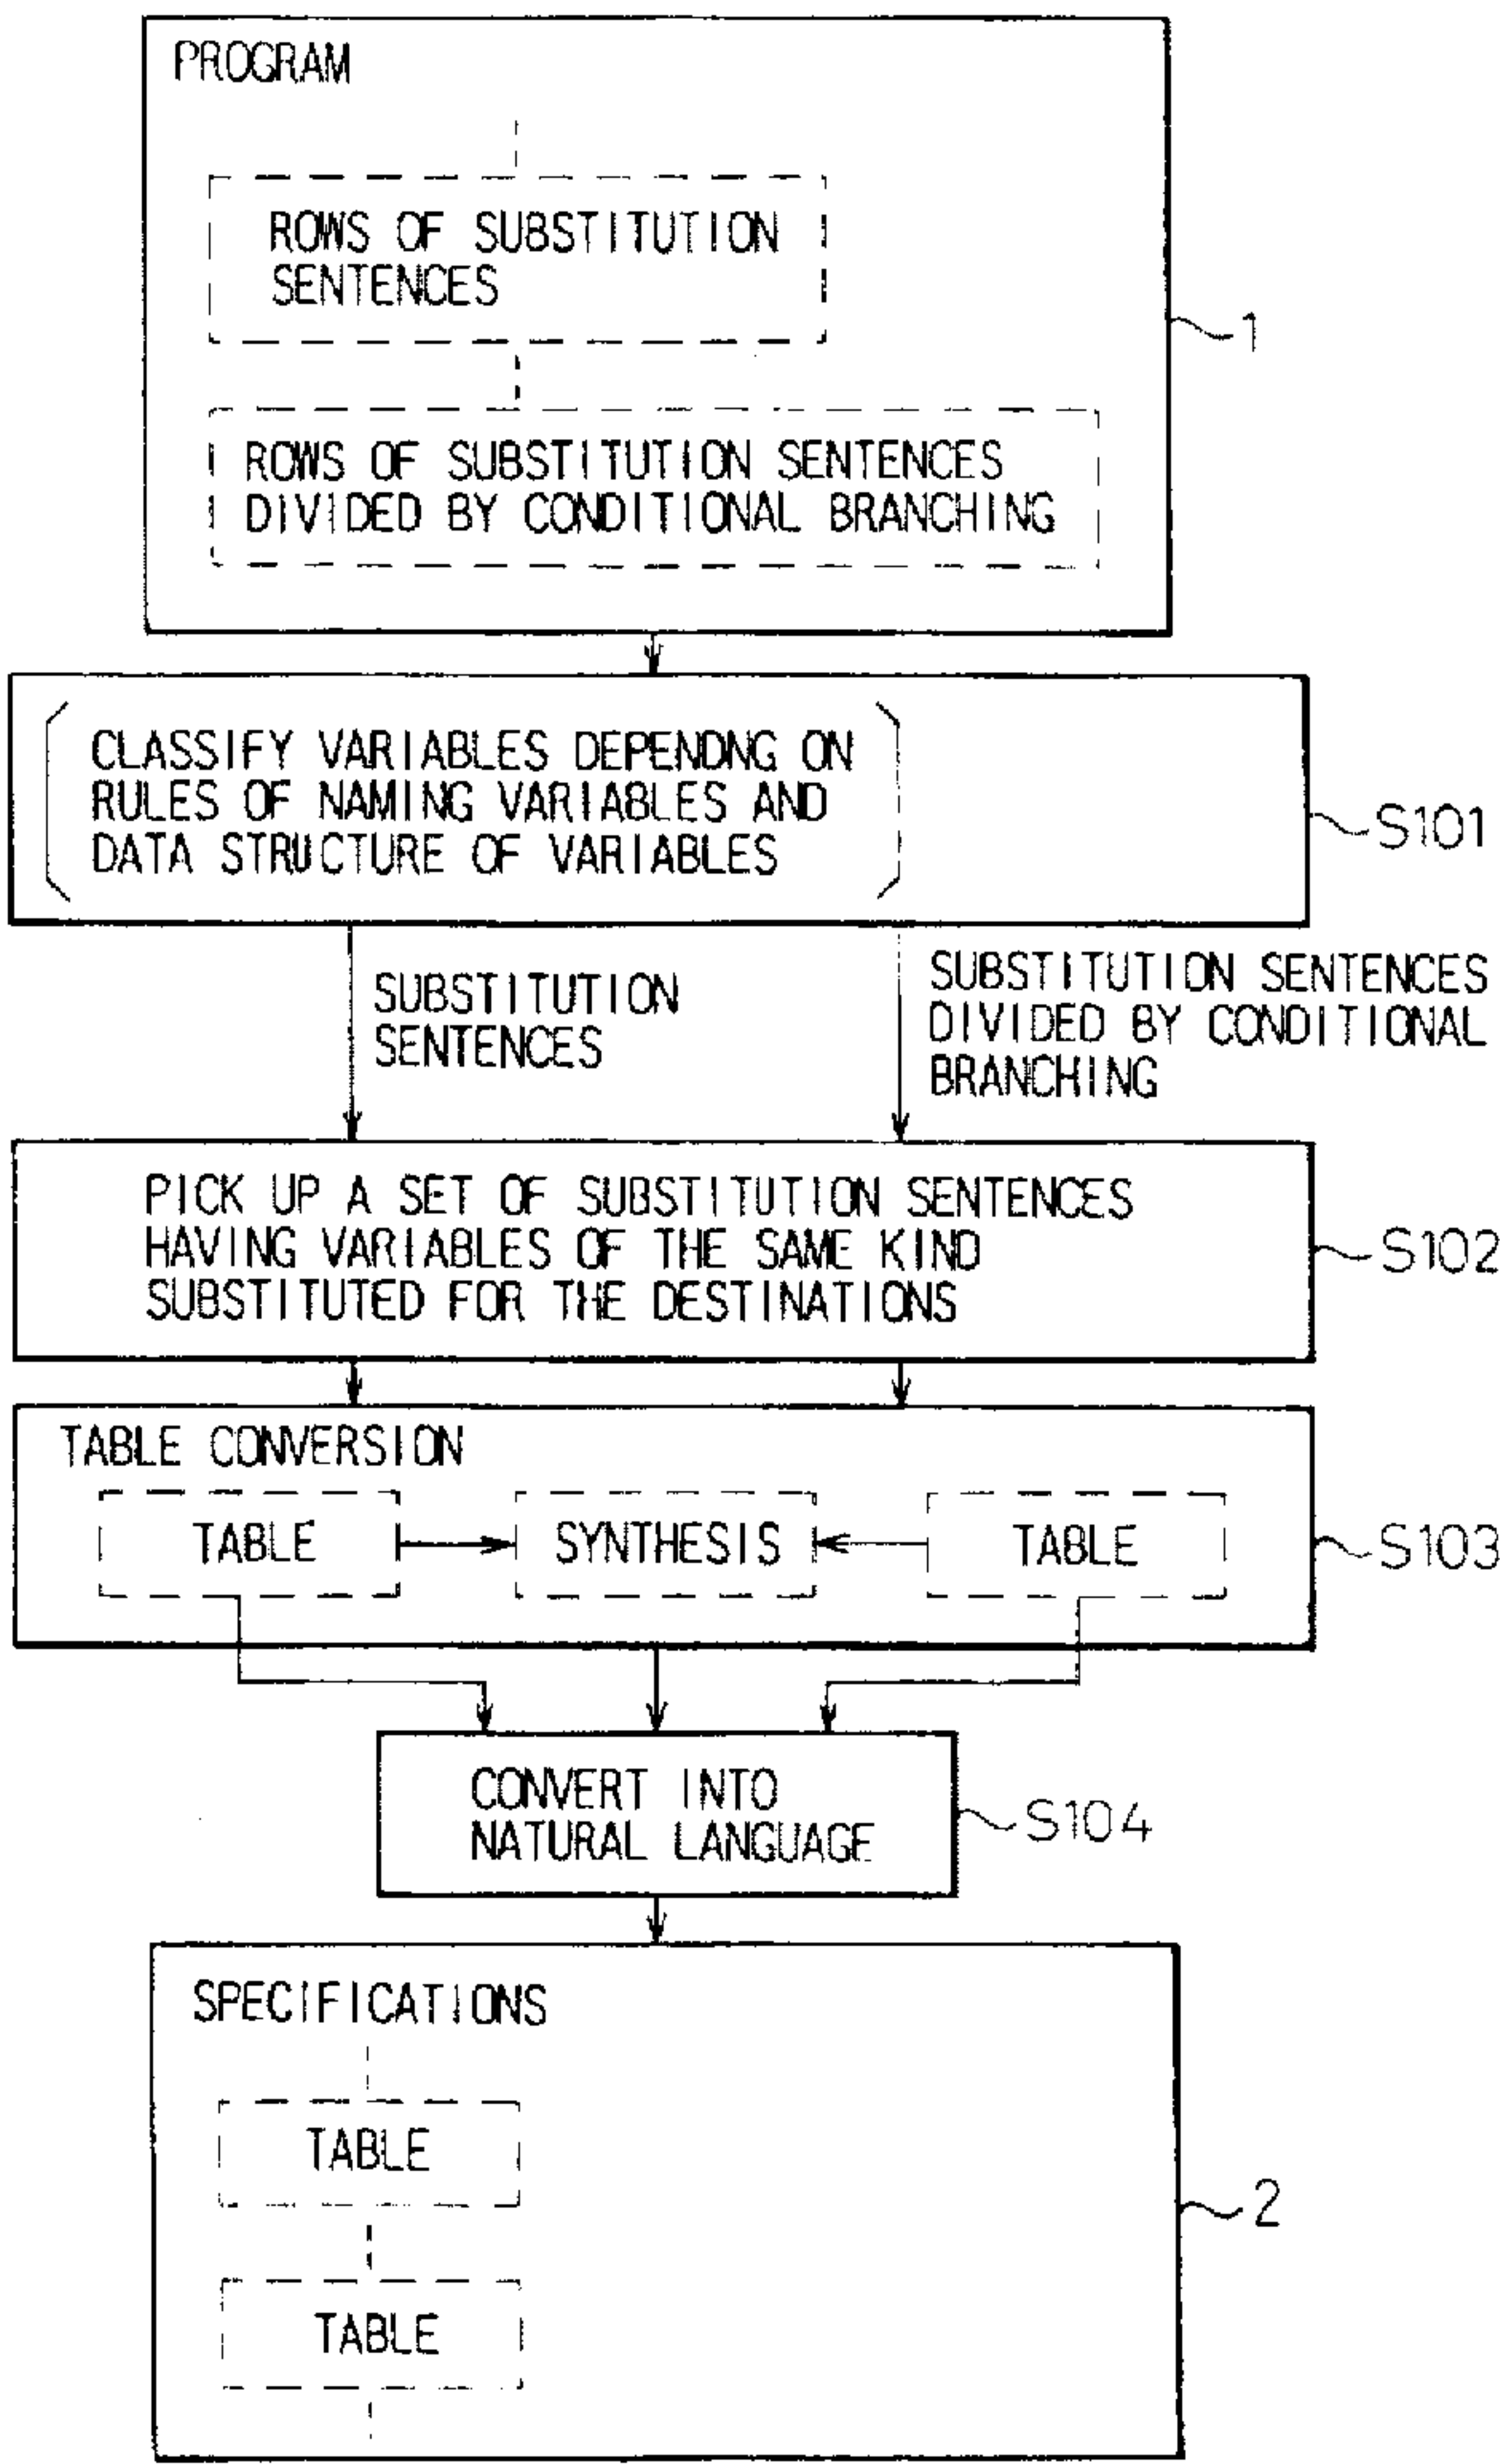 PROGRAM
ROWS OF SUBSTITUTION
SENTENCES
1
ROWS OF SUBSTITUTION SENTENCES
DIVIDED BY CONDITIONAL BRANCHING
CLASSIFY VARIABLES DEPENDNG ON
RULES OF NAMING VARIABLES AND
DATA STRUCTURE OF VARIABLES
S101
SUBSTITUTION
SENTENCES
SUBSTITUTION SENTENCES
DIVIDED BY CONDITIONAL
BRANCHING
PICK UP A SET OF SUBSTITUTION SENTENCES
HAVING VARIABLES OF THE SAME KIND
SUBSTITUTED FOR THE DESTINATIONS
S102
TABLE CONVERSION
TABLE
SYNTHESIS
TABLE
S103
CONVERT INTO
NATURAL LANGUAGE
S104
SPECIFICATIONS
TABLE
2
TABLE